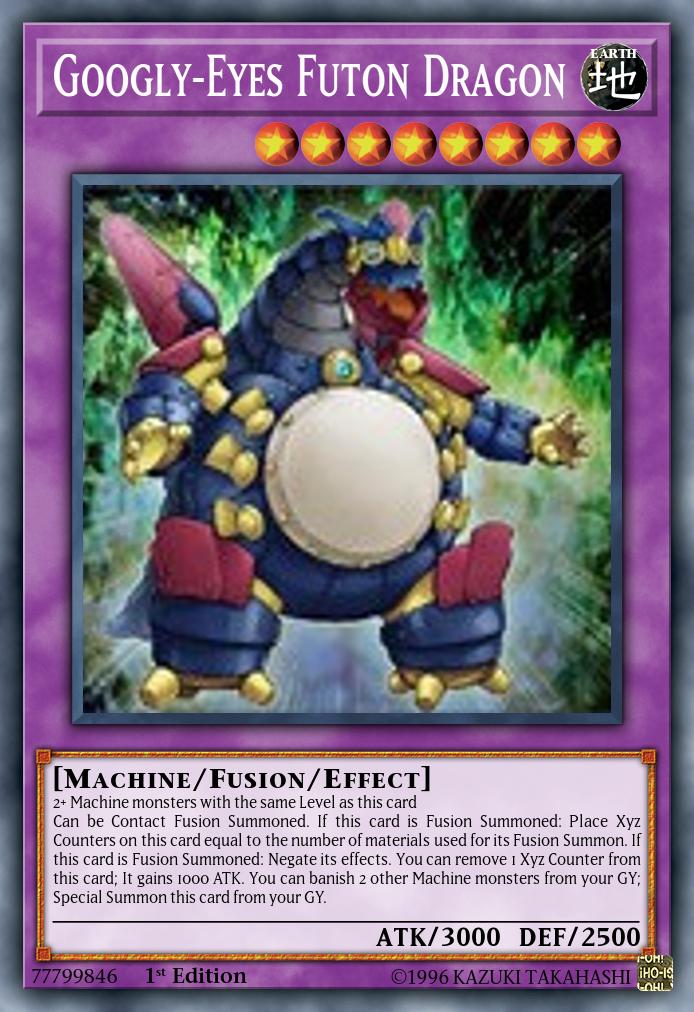 Googly-Eyes Futon Dragon
EARTH
地
[Machine/Fusion/Effect]
2+ Machine monsters with the same Level as this card
Can be Contact Fusion Summoned. If this card is Fusion Summoned: Place Xyz
Counters on this card equal to the number of materials used for its Fusion Summon. If
this card is Fusion Summoned: Negate its effects. You can remove 1 Xyz Counter from
this card; It gains 1000 ATK. You can banish 2 other Machine monsters from your GY;
Special Summon this card from your GY.
ATK/3000 DEF/2500
77799846 1st Edition ©1996 KAZUKI TAKAHASHI